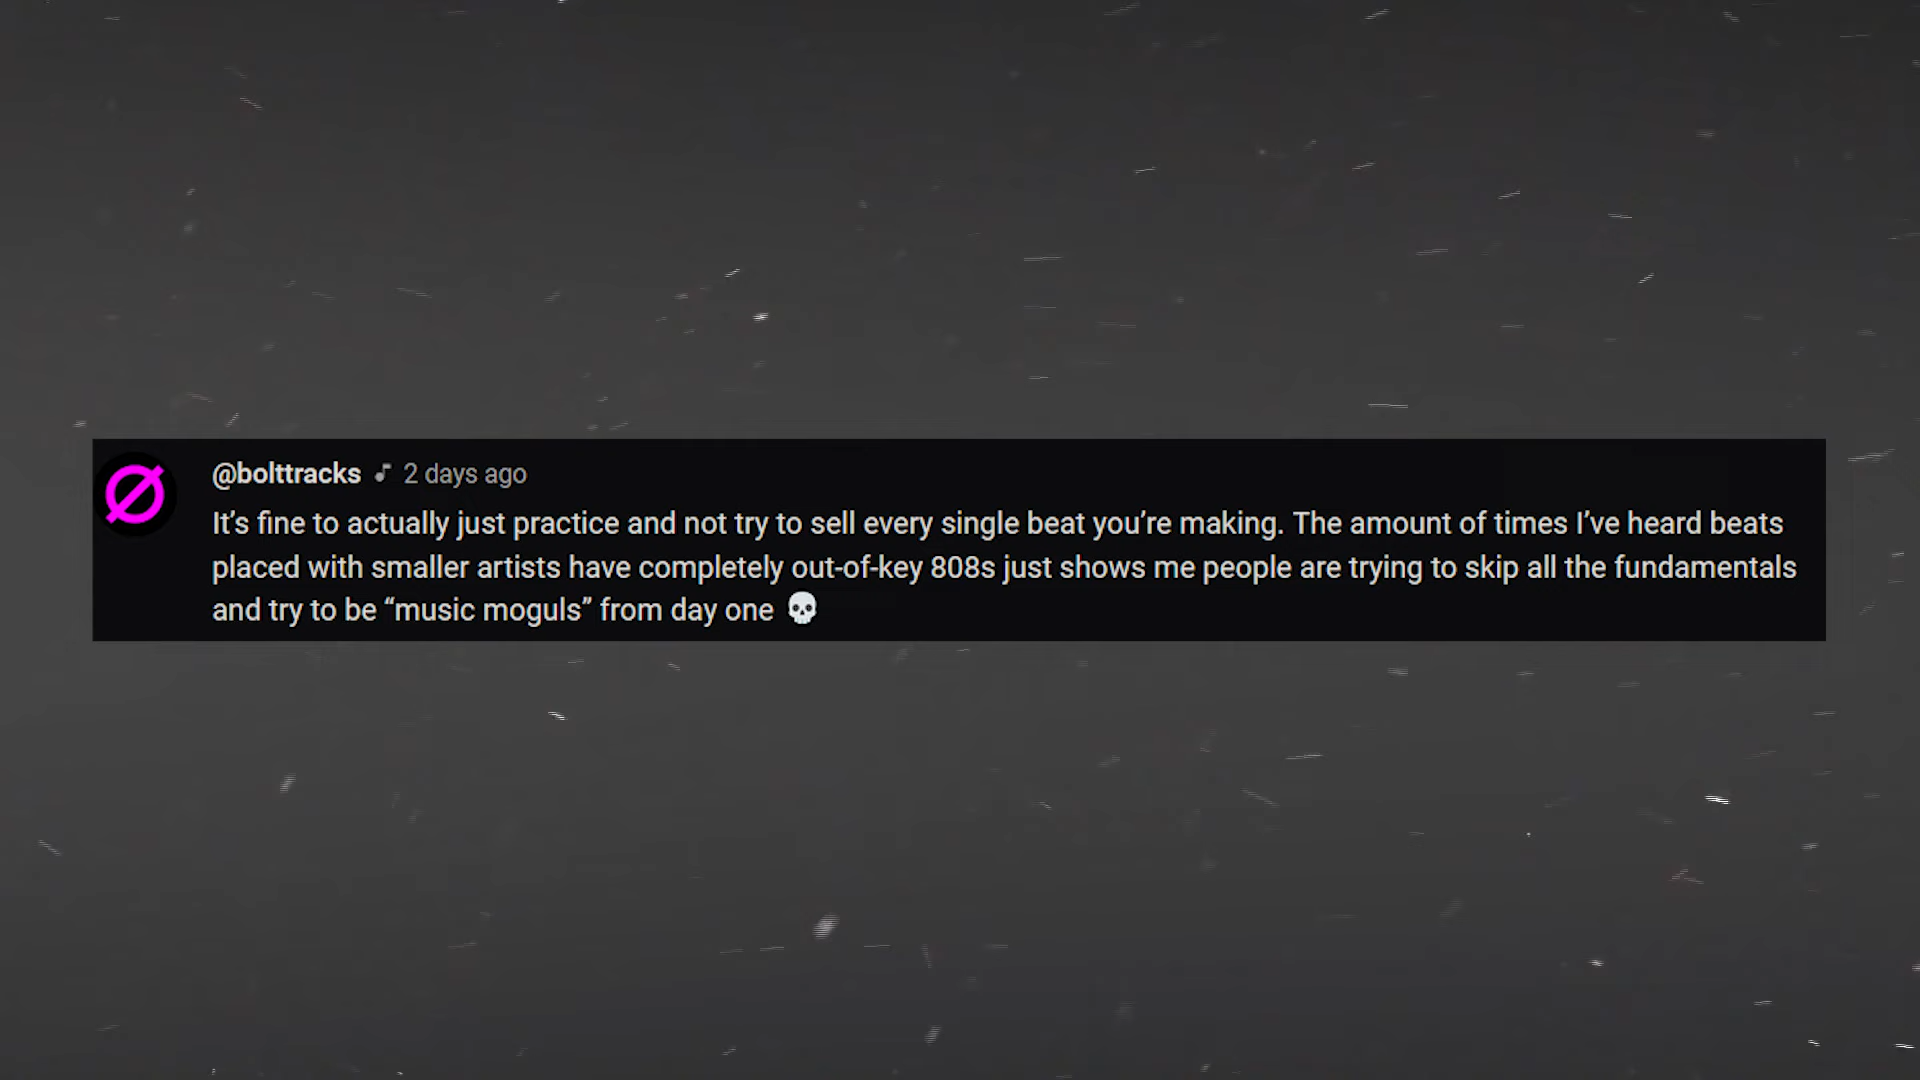 @bolttracks 2 days ago
It’s fine to actually just practice and not try to sell every single beat you’re making. The amount of times I’ve heard beats
placed with smaller artists have completely out-of-key 808s just shows me people are trying to skip all the fundamentals
and try to be “music moguls” from day one 💀